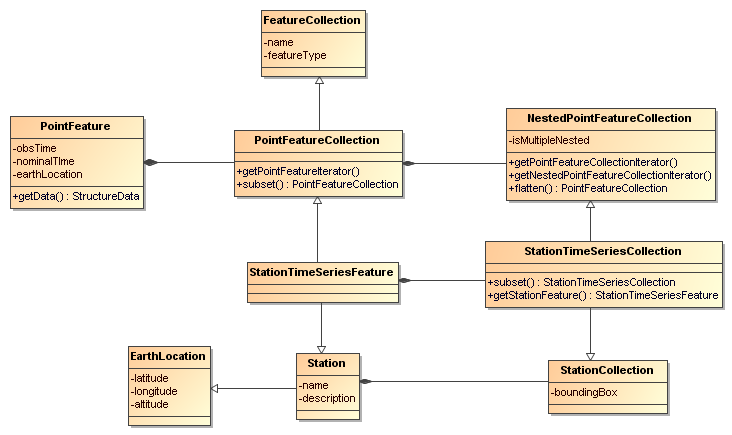 FeatureCollection
-name
-featureType
PointFeature
-obsTime
-nominalTIme
-earthLocation
+getData() : StructureData
PointFeatureCollection
+getPointFeatureIterator()
+subset() : PointFeatureCollection
NestedPointFeatureCollection
-isMultipleNested
+getPointFeatureCollectionIterator()
+getNestedPointFeatureCollectionIterator()
+flatten() : PointFeatureCollection
StationTimeSeriesFeature
StationTimeSeriesCollection
+subset() : StationTimeSeriesCollection
+getStationFeature() : StationTimeSeriesFeature
EarthLocation
-latitude
-longitude
-altitude
Station
-name
-description
StationCollection
-boundingBox